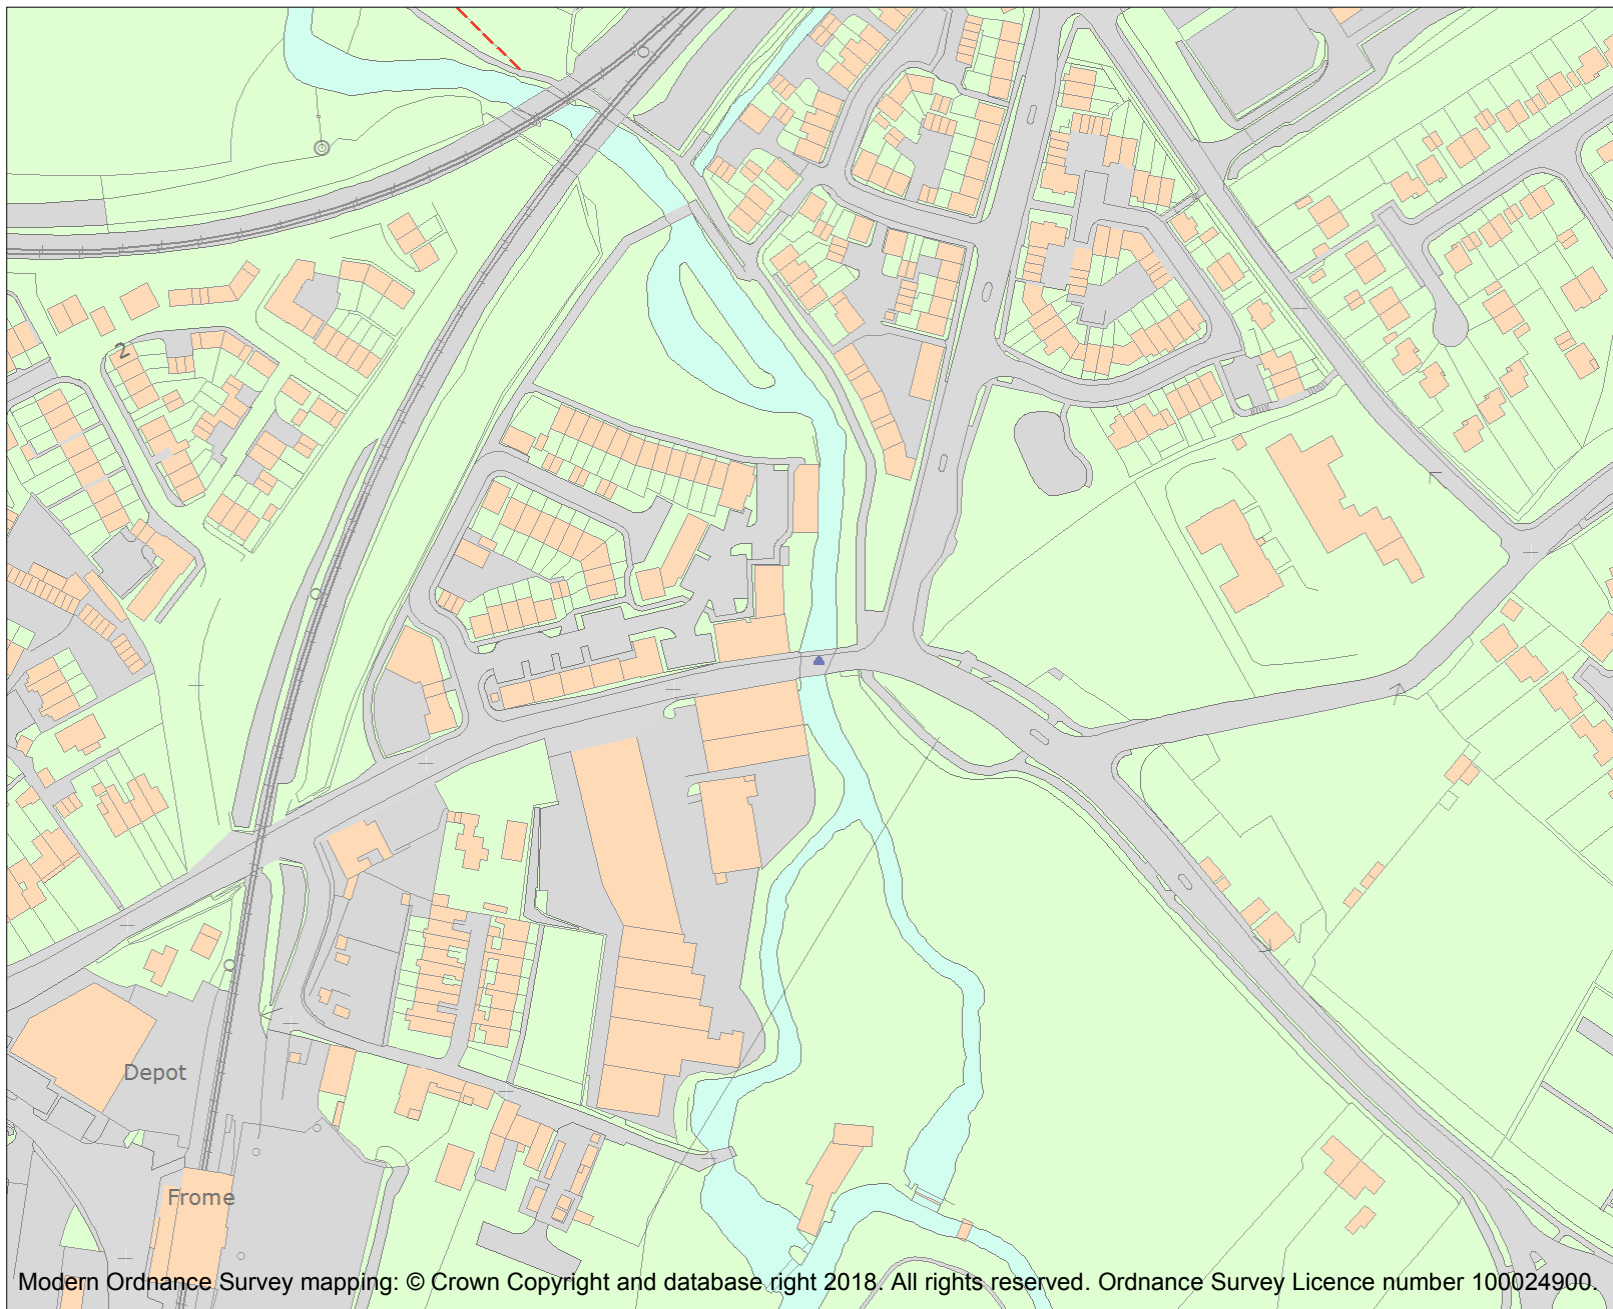 2
Depot
Frome
Modern Ordnance Survey mapping: © Crown Copyright and database right 2018. All rights reserved. Ordnance Survey Licence number 100024900.